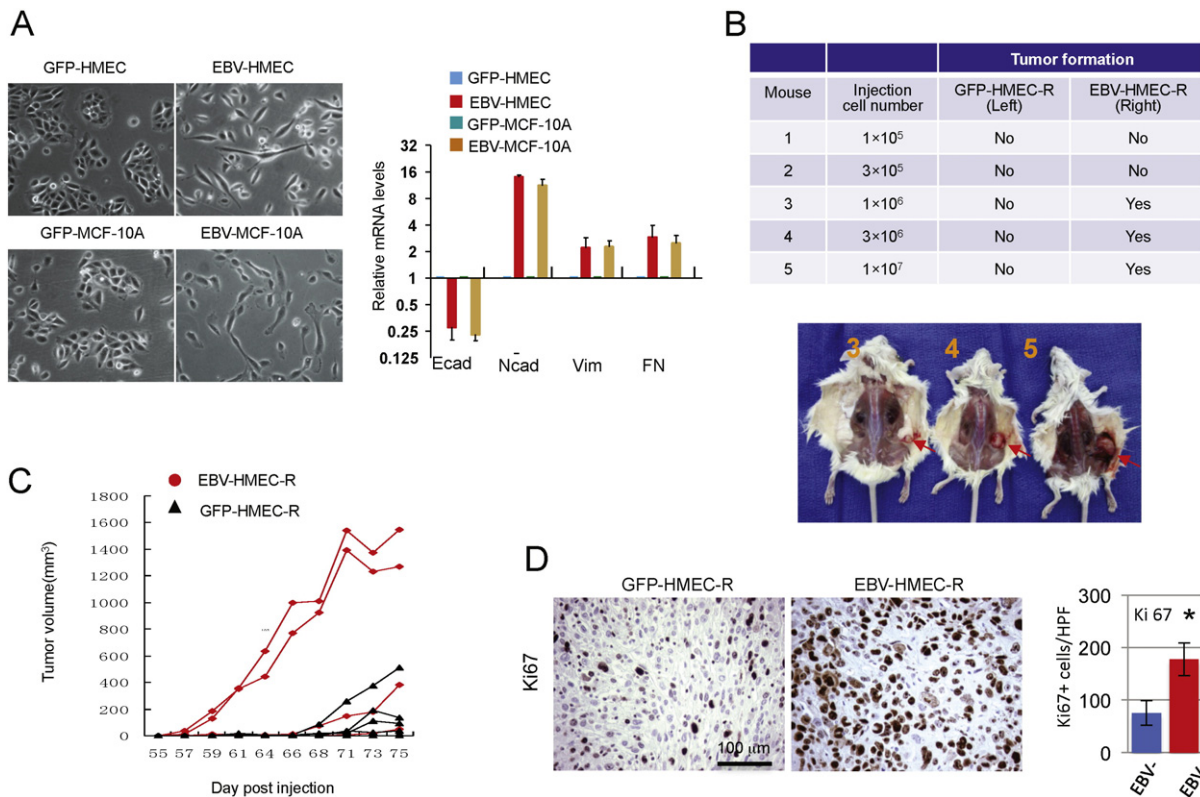 A
GFP-HMEC EBV-HMEC
GFP-MCF-10A EBV-MCF-10A
GFP-HMEC
EBV-HMEC
GFP-MCF-10A
EBV-MCF-10A
Relative mRNA levels
32
16
8
4
2
1
0.5
0.25
0.125
Ecad Ncad Vim FN
B
Tumor formation
Mouse Injection cell number GFP-HMEC-R (Left) EBV-HMEC-R (Right)
1 1×10⁵ No No
2 3×10⁵ No No
3 1×10⁶ No Yes
4 3×10⁶ No Yes
5 1×10⁷ No Yes
3 4 5
C
EBV-HMEC-R
GFP-HMEC-R
Tumor volume(mm³)
1800
1600
1400
1200
1000
800
600
400
200
0
55 57 59 61 64 66 68 71 73 75
Day post injection
D
GFP-HMEC-R EBV-HMEC-R
Ki67
100 µm
Ki67+ cells/HPF
300
200
100
0
Ki 67 *
EBV- EBV